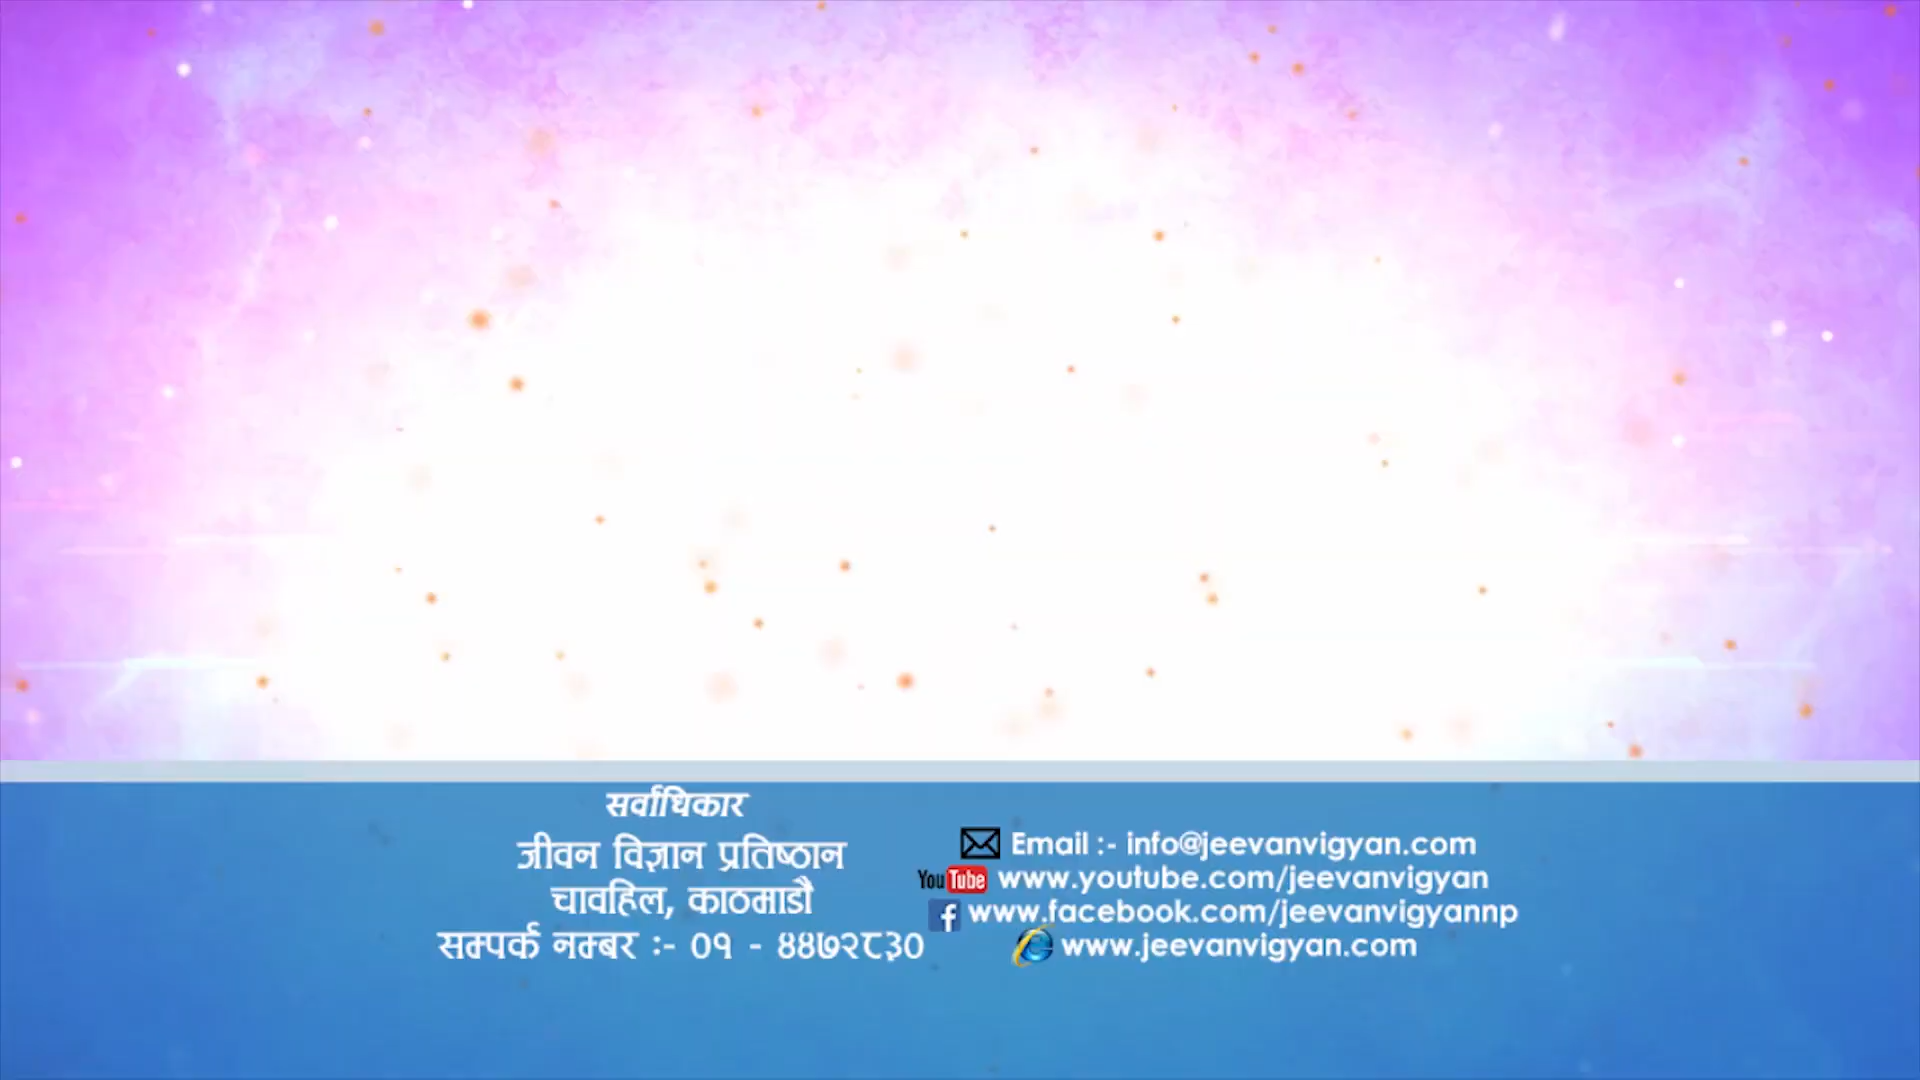 सर्वाधिकार
जीवन विज्ञान प्रतिष्ठान
चावहिल, काठमाडौ
सम्पर्क नम्बर :- ०१ - ४४७२८३०
Email :- info@jeevanvigyan.com
YouTube www.youtube.com/jeevanvigyan
f www.facebook.com/jeevanvigyannp
www.jeevanvigyan.com